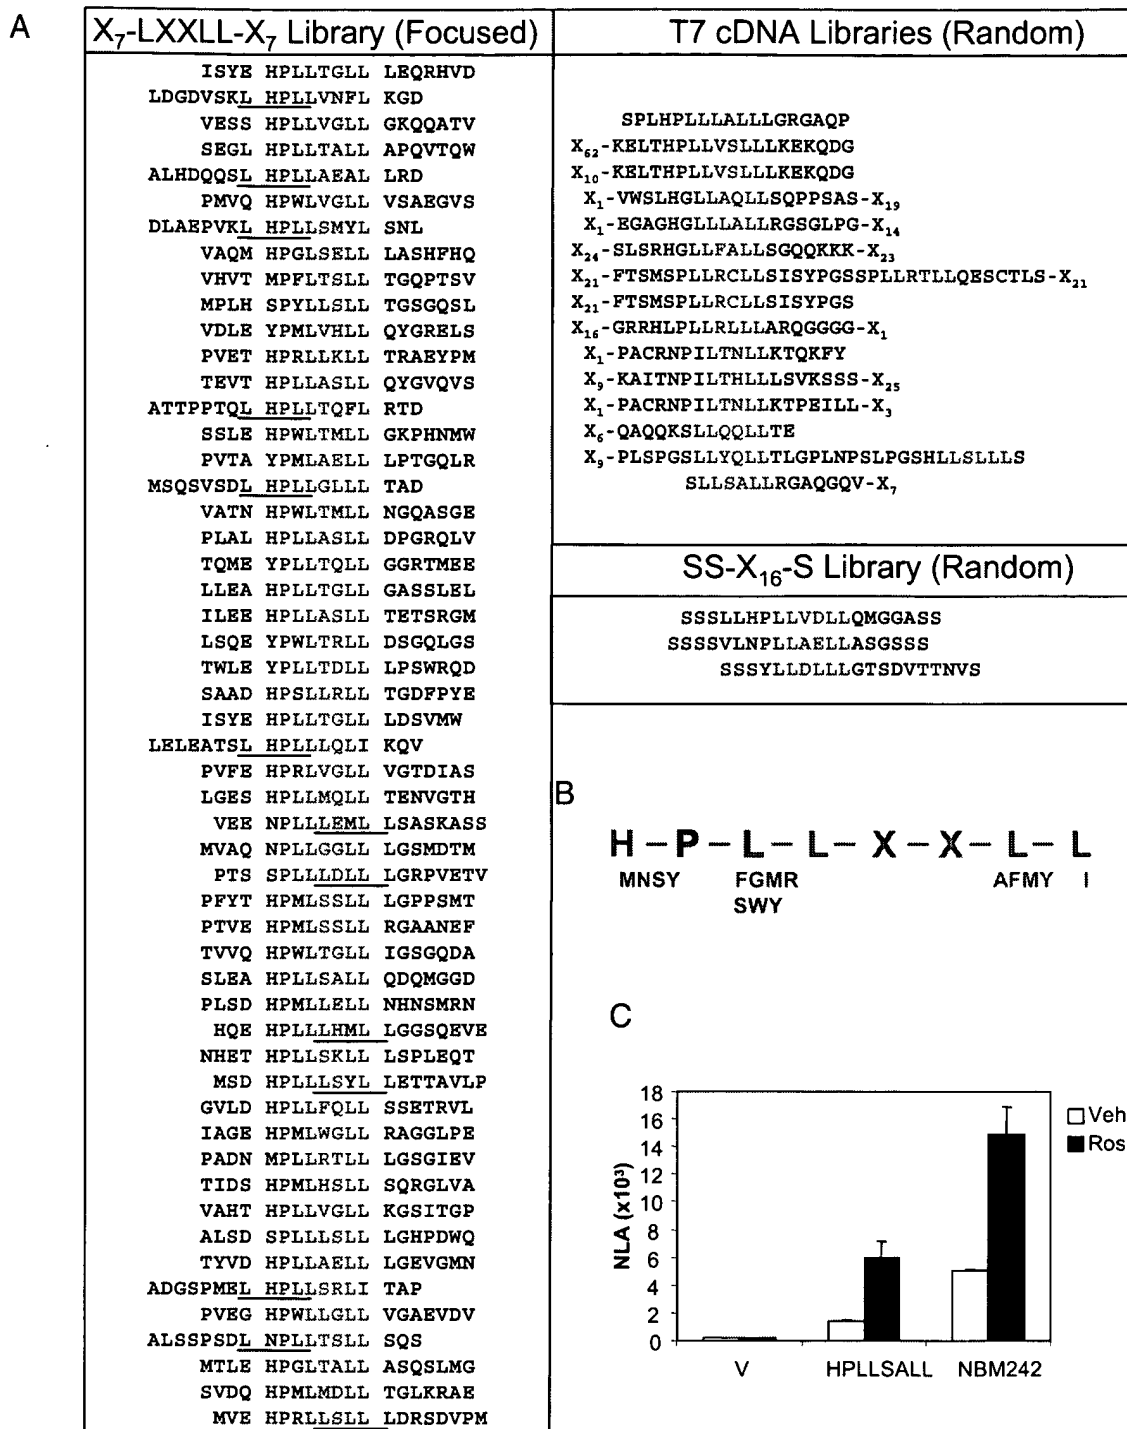 A
X7-LXXLL-X7 Library (Focused)
ISYE HPLLTGLL LEQRHVD
LDGDVSKL HPLLVNFL KGD
VESS HPLLVGLL GKQQATV
SEGL HPLLTALL APQVTQW
ALHDQQSL HPLLAEAL LRD
PMVQ HPWLVGLL VSAEGVS
DLAEPVKL HPLLSMYL SNL
VAQM HPGLSELL LASHFHQ
VHVT MPFLTSLL TGQPTSV
MPLH SPYLLSLL TGSGQSL
VDLE YPMLVHLL QYGRELS
PVET HPRLLKLL TRAEYPM
TEVT HPLLASLL QYGVQVS
ATTPPTQL HPLLTQFL RTD
SSLE HPWLTMLL GKPHNMW
PVTA YPMLAELL LPTGQLR
MSQSVSDL HPLLGLLL TAD
VATN HPWLTMLL NGQASGE
PLAL HPLLASLL DPGRQLV
TQME YPLLTQLL GGRTMEE
LLEA HPLLTGLL GASSLEL
ILEE HPLLASLL TETSRGM
LSQE YPWLTRLL DSGQLGS
TWLE YPLLTDLL LPSWRQD
SAAD HPSLLRLL TGDFPYE
ISYE HPLLTGLL LDSVMW
LELEATSL HPLLLQLI KQV
PVFE HPRLVGLL VGTDIAS
LGES HPLLMQLL TENVGTH
VEE NPLLLEML LSASKASS
MVAQ NPLLGGLL LGSMDTM
PTS SPLLLDLL LGRPVETV
PFYT HPMLSSLL LGPPSMT
PTVE HPMLSSLL RGAANEF
TVVQ HPWLTGLL IGSGQDA
SLEA HPLLSALL QDQMGGD
PLSD HPMLLELL NHNSMRN
HQE HPLLLHML LGGSQEVE
NHET HPLLSKLL LSPLEQT
MSD HPLLLSYL LETTAVLP
GVLD HPLLFQLL SSETRVL
IAGE HPMLWGLL RAGGLPE
PADN MPLLRTLL LGSGIEV
TIDS HPMLHSLL SQRGLVA
VAHT HPLLVGLL KGSITGP
ALSD SPLLLSLL LGHPDWQ
TYVD HPLLAELL LGEVGMN
ADGSPMEL HPLLSRLI TAP
PVEG HPWLLGLL VGAEVDV
ALSSPSDL NPLLTSLL SQS
MTLE HPGLTALL ASQSLMG
SVDQ HPMLMDLL TGLKRAE
MVE HPRLLSLL LDRSDVPM
T7 cDNA Libraries (Random)
SPLHPLLLALLLGRGAQP
X62-KELTHPLLVSLLLKEKQDG
X10-KELTHPLLVSLLLKEKQDG
X1-VWSLHGLLAQLLSQPPSAS-X19
X1-EGAGHGLLLALLRGSGLPG-X14
X24-SLSRHGLLFALLSGQQKKK-X23
X21-FTSMSPLLRCLLSISYPGSSPLLRTLLQESCTLS-X21
X21-FTSMSPLLRCLLSISYPGS
X16-GRRHLPLLRLLLARQGGGG-X1
X1-PACRNPILTNLLKTQKFY
X9-KAITNPILTHLLLSVKSSS-X25
X1-PACRNPILTNLLKTPEILL-X3
X6-QAQQKSLLQQLLTE
X9-PLSPGSLLYQLLTLGPLNPSLPGSHLLSLLLS
SLLSALLRGAQGQV-X7
SS-X16-S Library (Random)
SSSLLHPLLVDLLQMGGASS
SSSSVLNPLLAELLASGSSS
SSSYLLDLLLGTSDVTTNVS
B
H – P – L – L – X – X – L – L
MNSY FGMR AFMY I
SWY
C
18
16
14
12
10
8
6
4
2
0
NLA (x10³)
Veh
Ros
V HPLLSALL NBM242